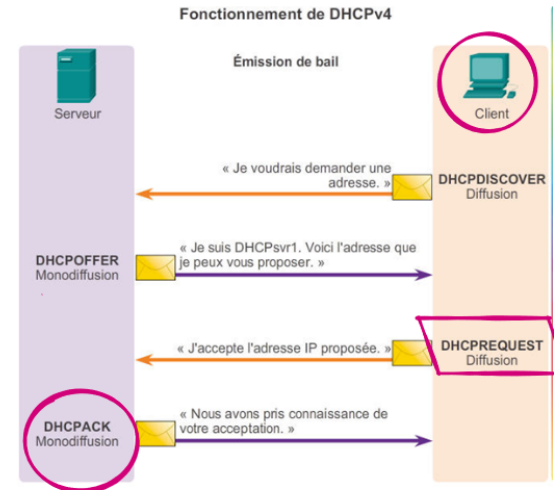 Fonctionnement de DHCPv4
Émission de bail
Serveur
Client
« Je voudrais demander une
adresse. »
DHCPDISCOVER
Diffusion
DHCPOFFER
Monodiffusion
« Je suis DHCPsvr1. Voici l'adresse que
je peux vous proposer. »
« J'accepte l'adresse IP proposée. »
DHCPREQUEST
Diffusion
DHCPACK
Monodiffusion
« Nous avons pris connaissance de
votre acceptation. »